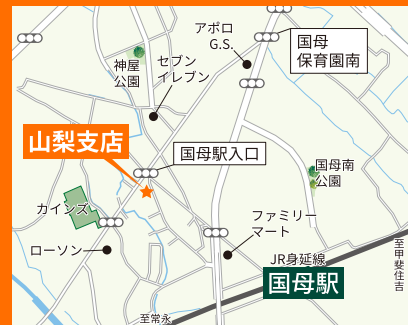 アポロ
G.S.
国母
保育園南
神屋
公園
セブン
イレブン
山梨支店
国母駅入口
国母南
公園
カインズ
ファミリー
マート
ローソン
JR身延線
国母駅
至甲斐住吉
至常永